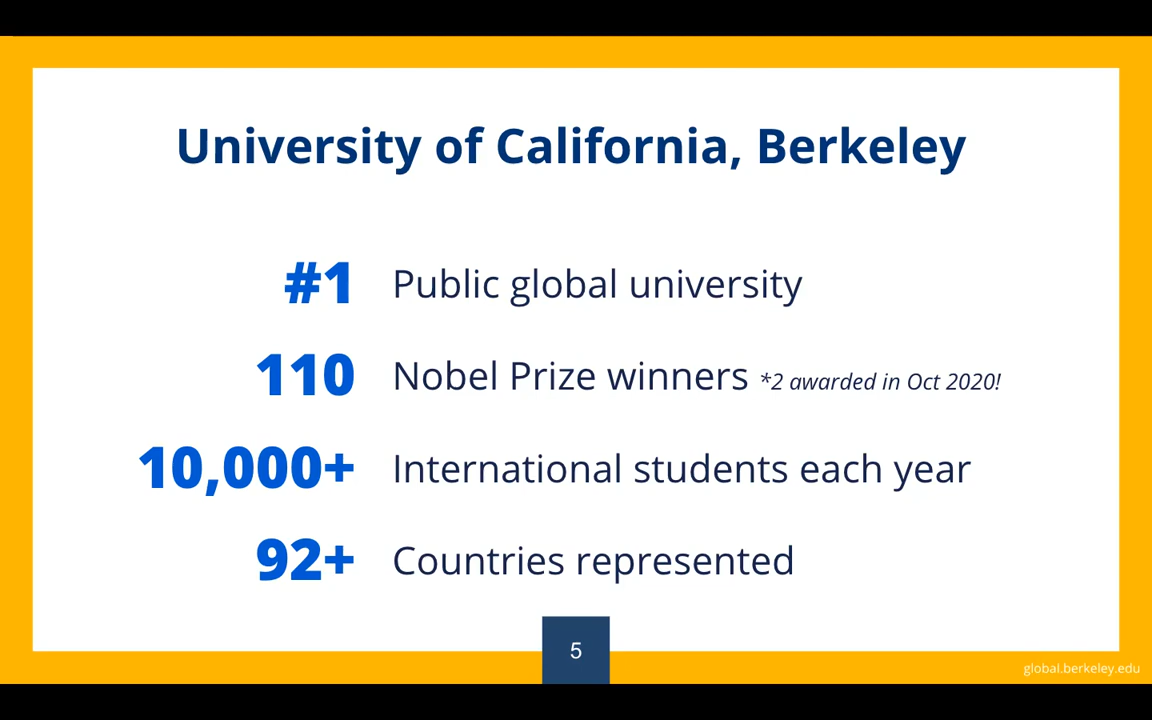 University of California, Berkeley
#1 Public global university
110 Nobel Prize winners *2 awarded in Oct 2020!
10,000+ International students each year
92+ Countries represented
5
global.berkeley.edu